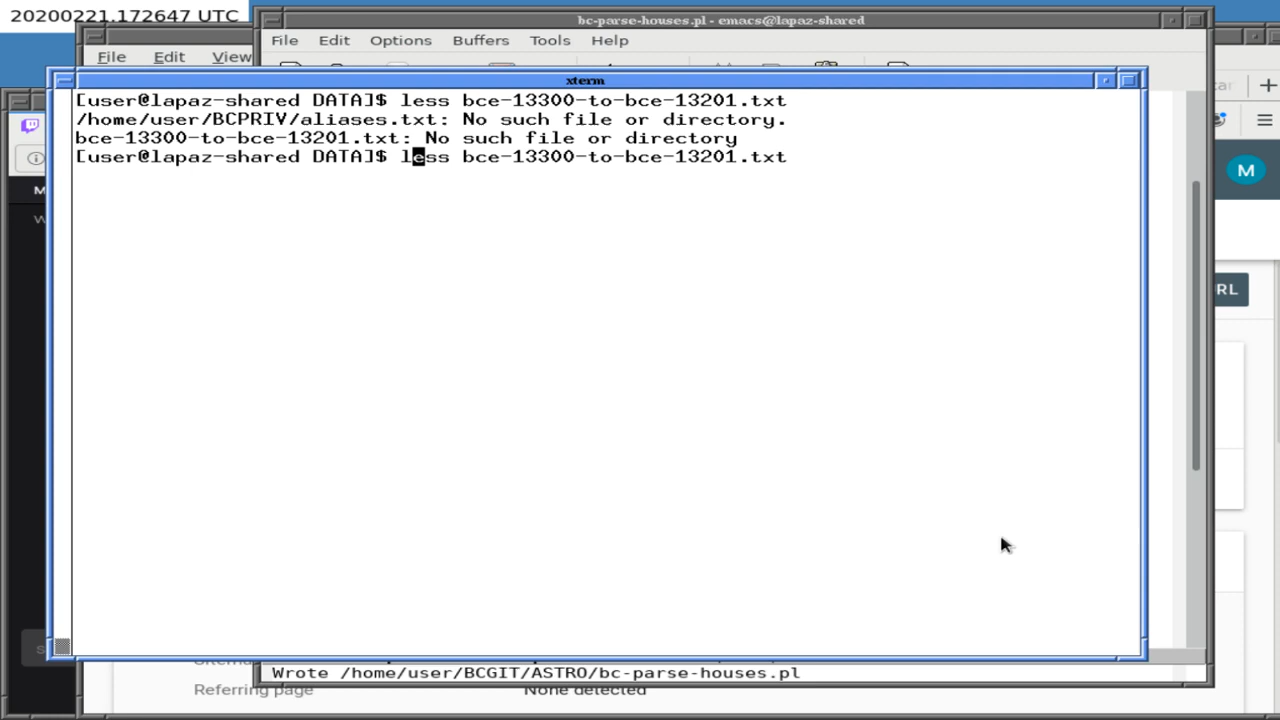 20200221.172647 UTC
bc-parse-houses.pl - emacs@lapaz-shared
File Edit Options Buffers Tools Help
File Edit View
xterm
[user@lapaz-shared DATA]$ less bce-13300-to-bce-13201.txt
/home/user/BCPRIV/aliases.txt: No such file or directory.
bce-13300-to-bce-13201.txt: No such file or directory
[user@lapaz-shared DATA]$ less bce-13300-to-bce-13201.txt
M
M
W
RL
Wrote /home/user/BCGIT/ASTRO/bc-parse-houses.pl
Referring page None detected